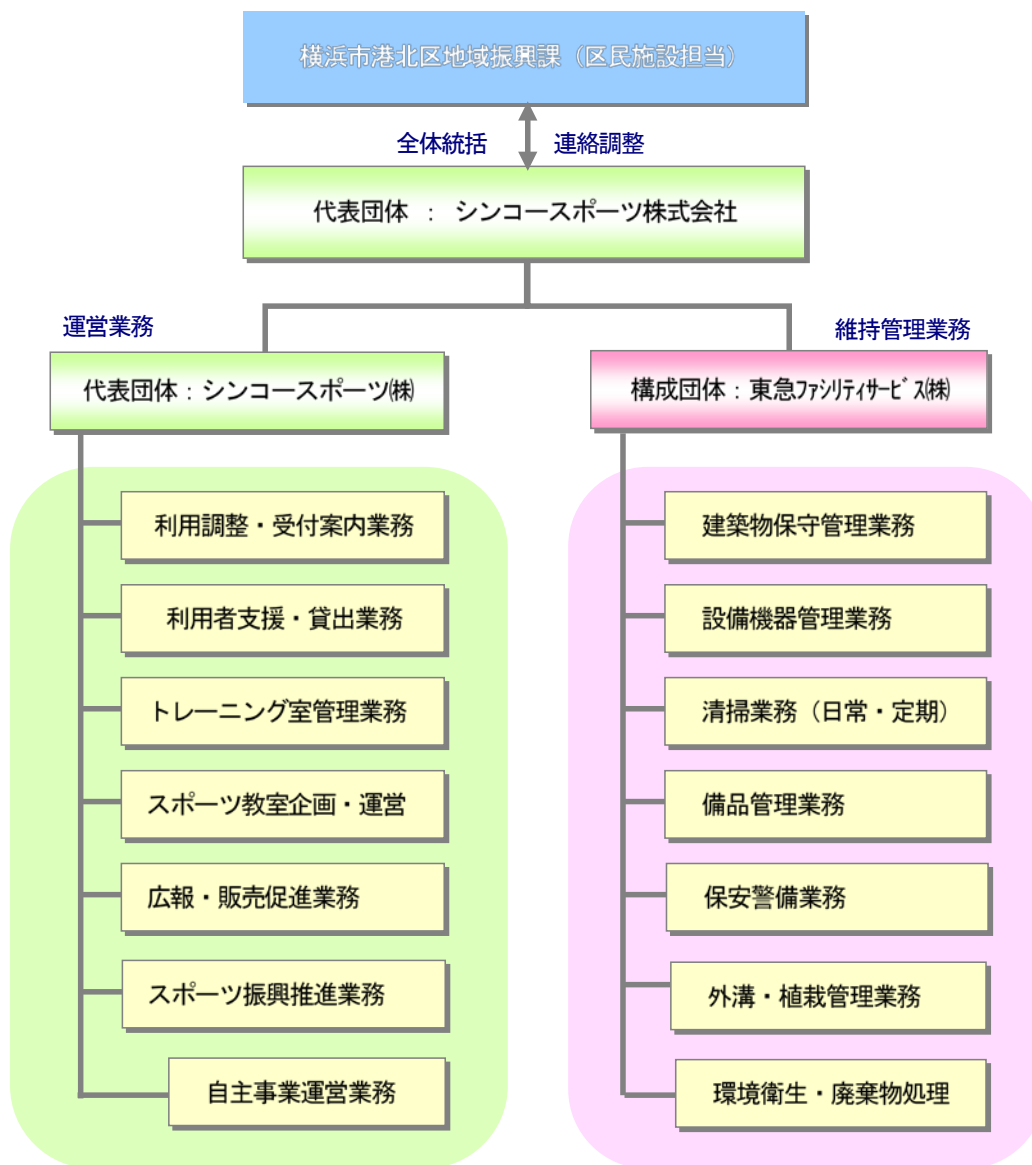 横浜市港北区地域振興課（区民施設担当）
全体統括
連絡調整
代表団体 ： シンコースポーツ株式会社
運営業務
維持管理業務
代表団体：シンコースポーツ㈱
構成団体：東急ﾌｧｼﾘﾃｨｻｰﾋﾞｽ㈱
利用調整・受付案内業務
利用者支援・貸出業務
トレーニング室管理業務
スポーツ教室企画・運営
広報・販売促進業務
スポーツ振興推進業務
自主事業運営業務
建築物保守管理業務
設備機器管理業務
清掃業務（日常・定期）
備品管理業務
保安警備業務
外溝・植栽管理業務
環境衛生・廃棄物処理